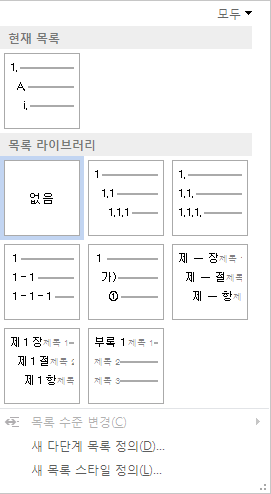 모두
현재 목록
1.
A.
i.
목록 라이브러리
없음
1
1.1
1.1.1
1.
1.1.
1.1.1.
1
1-1
1-1-1
1
가)
①
제 一 장제목
제 一 절제목
제 一 항제목
제 1 장제목 1
제 1 절제목 2
제 1 항제목
부록 1제목 1
제목 2
제목 3
목록 수준 변경(C)
새 다단계 목록 정의(D)...
새 목록 스타일 정의(L)...